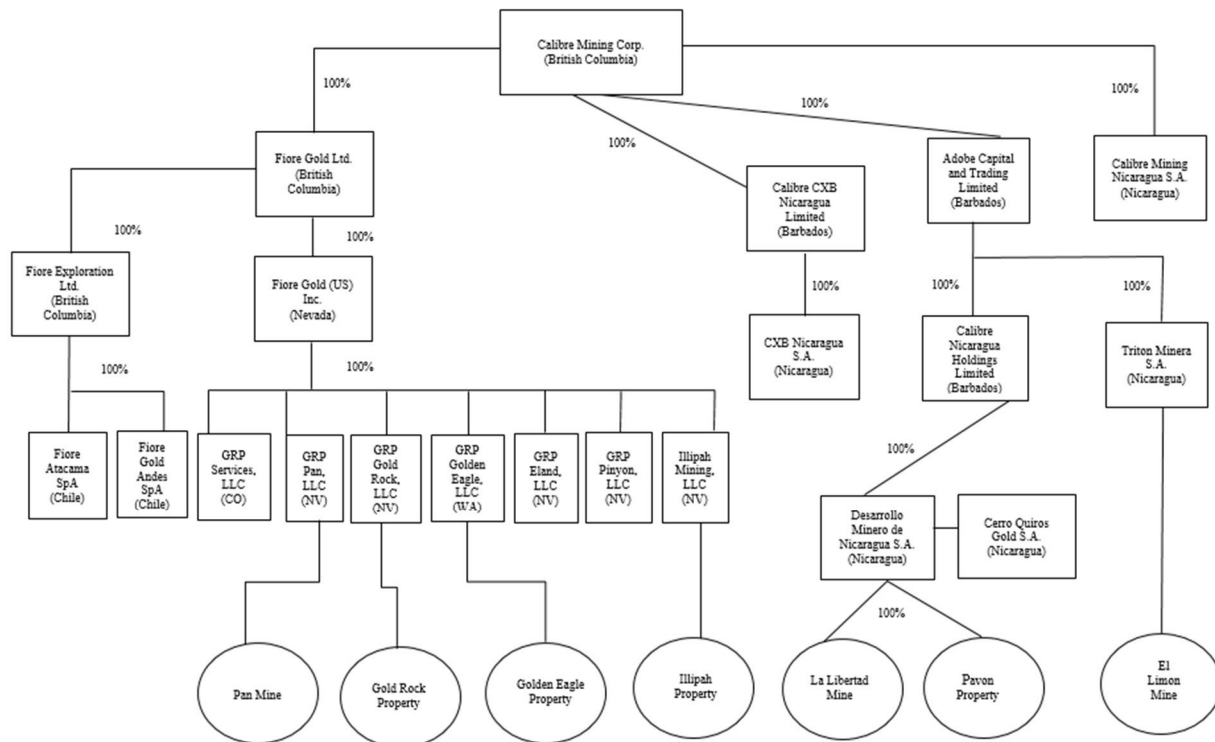 Calibre Mining Corp.
(British Columbia)
100%
100%
100%
100%
Fiore Gold Ltd.
(British
Columbia)
Adobe Capital
and Trading
Limited
(Barbados)
Calibre Mining
Nicaragua S.A.
(Nicaragua)
Calibre CXB
Nicaragua
Limited
(Barbados)
100%
100%
Fiore Exploration
Ltd.
(British
Columbia)
Fiore Gold (US)
Inc.
(Nevada)
100%
100%
100%
CXB Nicaragua
S.A.
(Nicaragua)
Calibre
Nicaragua
Holdings
Limited
(Barbados)
Triton Minera
S.A.
(Nicaragua)
100%
100%
Fiore
Atacama
SpA
(Chile)
Fiore
Gold
Andes
SpA
(Chile)
GRP
Services,
LLC
(CO)
GRP
Pan,
LLC
(NV)
GRP
Gold
Rock,
LLC
(NV)
GRP
Golden
Eagle,
LLC
(WA)
GRP
Eland,
LLC
(NV)
GRP
Pinyon,
LLC
(NV)
Illipah
Mining,
LLC
(NV)
100%
Desarrollo
Minero de
Nicaragua S.A.
(Nicaragua)
Cerro Quiros
Gold S.A.
(Nicaragua)
100%
Pan Mine
Gold Rock
Property
Golden Eagle
Property
Illipah
Property
La Libertad
Mine
Pavon
Property
El
Limon
Mine